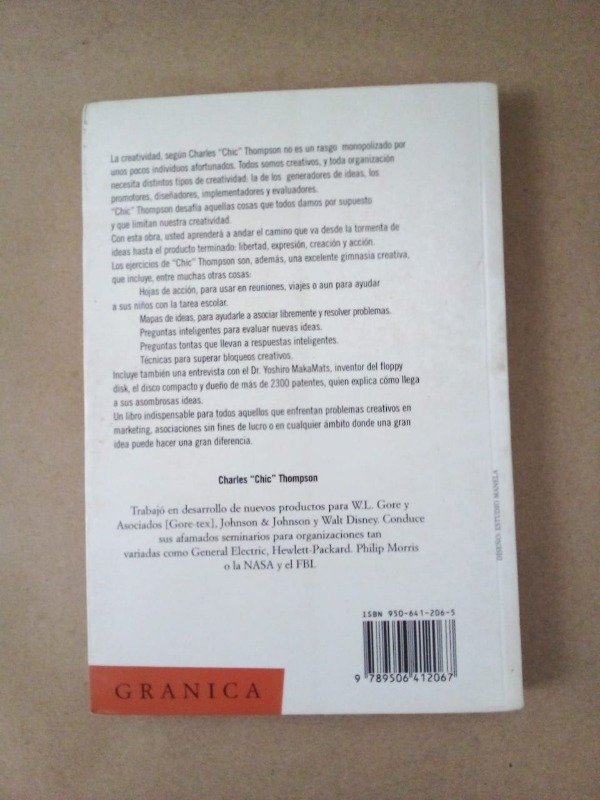 La creatividad, según Charles "Chic" Thompson no es un rasgo monopolizado por
unos pocos individuos afortunados. Todos somos creativos, y toda organización
necesita distintos tipos de creatividad: la de los generadores de ideas, los
promotores, diseñadores, implementadores y evaluadores.
"Chic" Thompson desafía aquellas cosas que todos damos por supuesto
y que limitan nuestra creatividad.
Con esta obra, usted aprenderá a andar el camino que va desde la tormenta de
ideas hasta el producto terminado: libertad, expresión, creación y acción.
Los ejercicios de "Chic" Thompson son, además, una excelente gimnasia creativa,
que incluye, entre muchas otras cosas:
Hojas de acción, para usar en reuniones, viajes o aun para ayudar
a sus niños con la tarea escolar.
Mapas de ideas, para ayudarle a asociar libremente y resolver problemas.
Preguntas inteligentes para evaluar nuevas ideas.
Preguntas tontas que llevan a respuestas inteligentes.
Técnicas para superar bloqueos creativos.
Incluye también una entrevista con el Dr. Yoshiro MakaMats, inventor del floppy
disk, el disco compacto y dueño de más de 2300 patentes, quien explica cómo llega
a sus asombrosas ideas.
Un libro indispensable para todos aquellos que enfrentan problemas creativos en
marketing, asociaciones sin fines de lucro o en cualquier ámbito donde una gran
idea puede hacer una gran diferencia.
Charles "Chic" Thompson
Trabajó en desarrollo de nuevos productos para W.L. Gore y
Asociados [Gore-tex], Johnson & Johnson y Walt Disney. Conduce
sus afamados seminarios para organizaciones tan
variadas como General Electric, Hewlett-Packard. Philip Morris
o la NASA y el FBI.
DISEÑO: ESTUDIO MANELA
ISBN 950-641-206-5
9 789506 412067
GRANICA